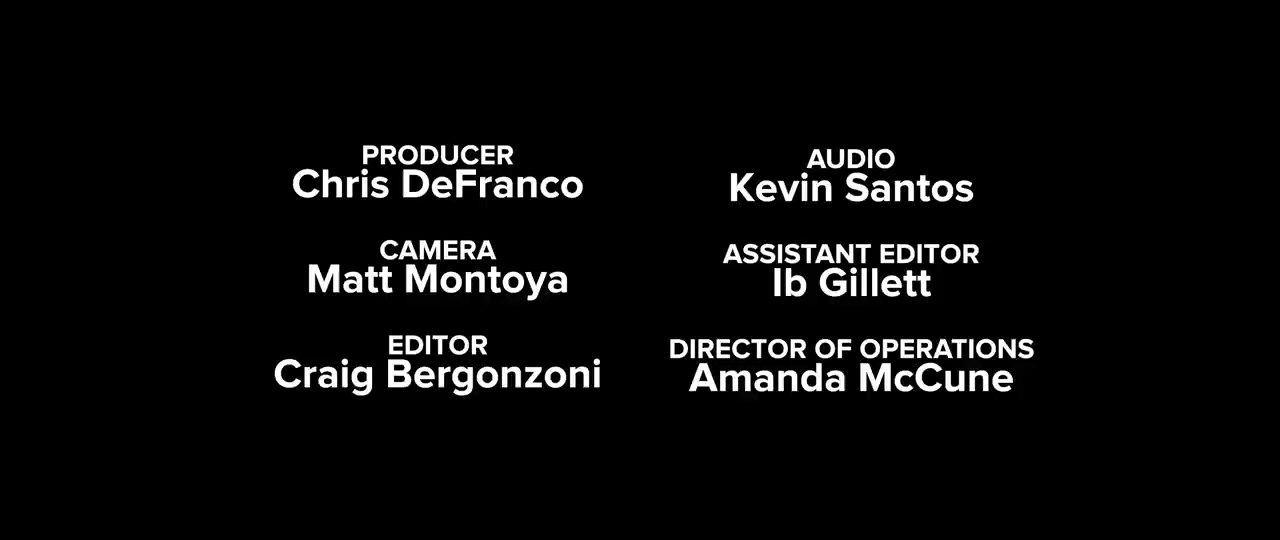 PRODUCER
Chris DeFranco
CAMERA
Matt Montoya
EDITOR
Craig Bergonzoni
AUDIO
Kevin Santos
ASSISTANT EDITOR
Ib Gillett
DIRECTOR OF OPERATIONS
Amanda McCune